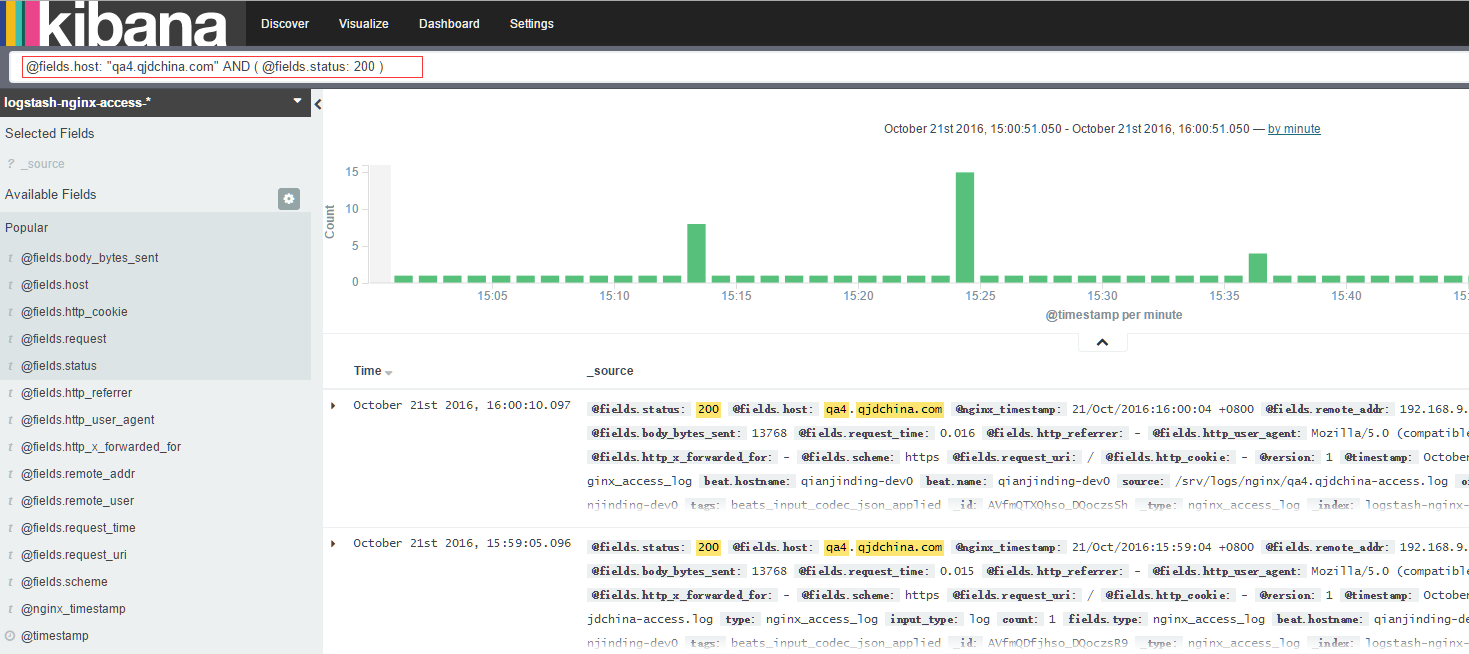 kibana Discover Visualize Dashboard Settings
@fields.host: "qa4.qjdchina.com" AND ( @fields.status: 200 )
logstash-nginx-access-*
Selected Fields
? _source
Available Fields
Popular
t @fields.body_bytes_sent
t @fields.host
t @fields.http_cookie
t @fields.request
t @fields.status
t @fields.http_referrer
t @fields.http_user_agent
t @fields.http_x_forwarded_for
t @fields.remote_addr
t @fields.remote_user
t @fields.request_time
t @fields.request_uri
t @fields.scheme
t @nginx_timestamp
@timestamp
October 21st 2016, 15:00:51.050 - October 21st 2016, 16:00:51.050 — by minute
Count
15
10
5
0
15:05 15:10 15:15 15:20 15:25 15:30 15:35 15:40 15:
@timestamp per minute
Time _source
October 21st 2016, 16:00:10.097
@fields.status: 200 @fields.host: qa4.qjdchina.com @nginx_timestamp: 21/Oct/2016:16:00:04 +0800 @fields.remote_addr: 192.168.9.
@fields.body_bytes_sent: 13768 @fields.request_time: 0.016 @fields.http_referrer: - @fields.http_user_agent: Mozilla/5.0 (compatible
@fields.http_x_forwarded_for: - @fields.scheme: https @fields.request_uri: / @fields.http_cookie: - @version: 1 @timestamp: October
ginx_access_log beat.hostname: qianjinding-dev0 beat.name: qianjinding-dev0 source: /srv/logs/nginx/qa4.qjdchina-access.log o
njinding-dev0 tags: beats_input_codec_json_applied _id: AVfmQTXQhso_DQoczsSh _type: nginx_access_log _index: logstash-nginx-
October 21st 2016, 15:59:05.096
@fields.status: 200 @fields.host: qa4.qjdchina.com @nginx_timestamp: 21/Oct/2016:15:59:04 +0800 @fields.remote_addr: 192.168.9.
@fields.body_bytes_sent: 13768 @fields.request_time: 0.015 @fields.http_referrer: - @fields.http_user_agent: Mozilla/5.0 (compatible
@fields.http_x_forwarded_for: - @fields.scheme: https @fields.request_uri: / @fields.http_cookie: - @version: 1 @timestamp: October
jdchina-access.log type: nginx_access_log input_type: log count: 1 fields.type: nginx_access_log beat.hostname: qianjinding-
njinding-dev0 tags: beats_input_codec_json_applied _id: AVfmQDfjhso_DQoczsR9 _type: nginx_access_log _index: logstash-nginx-